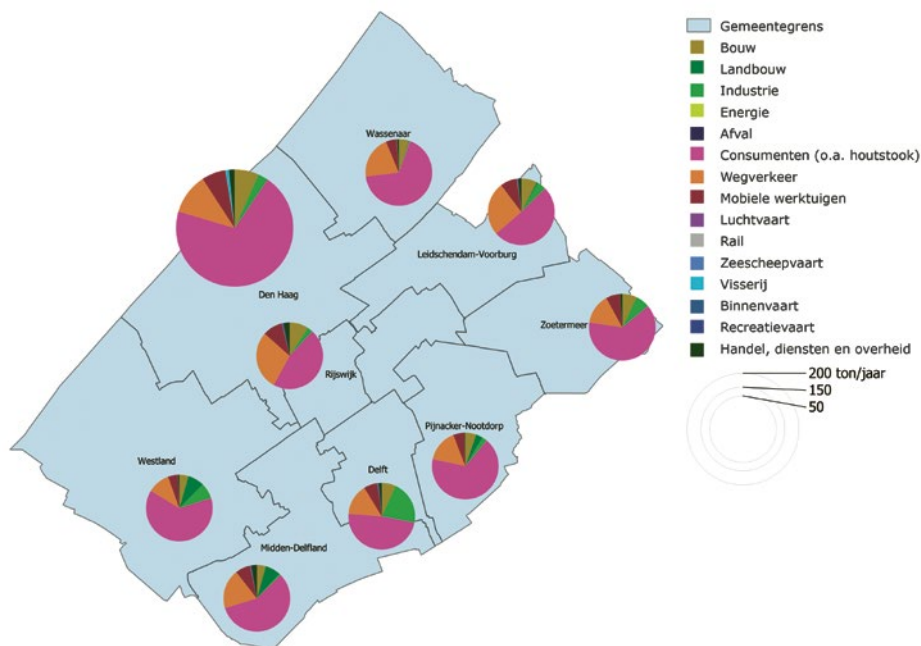 Gemeentegrens
Bouw
Landbouw
Industrie
Energie
Afval
Consumenten (o.a. houtstook)
Wegverkeer
Mobiele werktuigen
Luchtvaart
Rail
Zeescheepvaart
Visserij
Binnenvaart
Recreatievaart
Handel, diensten en overheid
200 ton/jaar
150
50
Wassenaar
Leidschendam-Voorburg
Den Haag
Zoetermeer
Rijswijk
Pijnacker-Nootdorp
Westland
Delft
Midden-Delfland